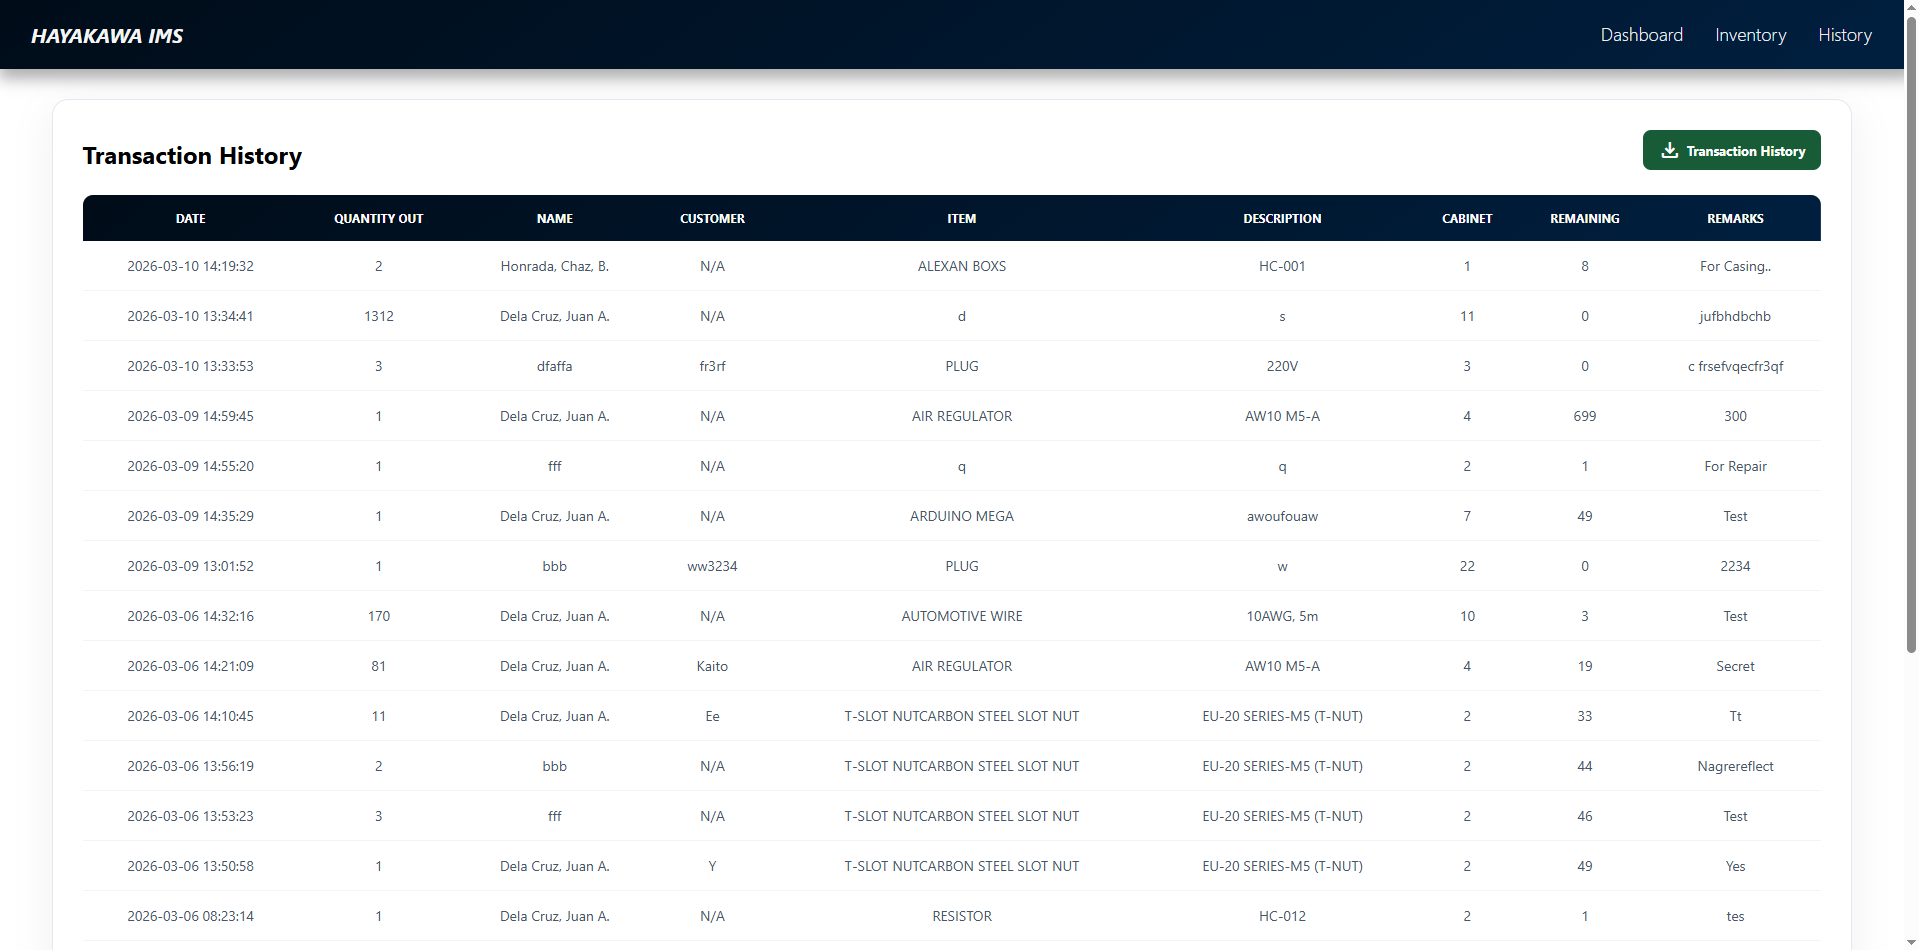 HAYAKAWA IMS Dashboard Inventory History
Transaction History Transaction History
DATE QUANTITY OUT NAME CUSTOMER ITEM DESCRIPTION CABINET REMAINING REMARKS
2026-03-10 14:19:32 2 Honrada, Chaz, B. N/A ALEXAN BOXS HC-001 1 8 For Casing..
2026-03-10 13:34:41 1312 Dela Cruz, Juan A. N/A d s 11 0 jufbhdbchb
2026-03-10 13:33:53 3 dfaffa fr3rf PLUG 220V 3 0 c frsefvqecfr3qf
2026-03-09 14:59:45 1 Dela Cruz, Juan A. N/A AIR REGULATOR AW10 M5-A 4 699 300
2026-03-09 14:55:20 1 fff N/A q q 2 1 For Repair
2026-03-09 14:35:29 1 Dela Cruz, Juan A. N/A ARDUINO MEGA awoufouaw 7 49 Test
2026-03-09 13:01:52 1 bbb ww3234 PLUG w 22 0 2234
2026-03-06 14:32:16 170 Dela Cruz, Juan A. N/A AUTOMOTIVE WIRE 10AWG, 5m 10 3 Test
2026-03-06 14:21:09 81 Dela Cruz, Juan A. Kaito AIR REGULATOR AW10 M5-A 4 19 Secret
2026-03-06 14:10:45 11 Dela Cruz, Juan A. Ee T-SLOT NUTCARBON STEEL SLOT NUT EU-20 SERIES-M5 (T-NUT) 2 33 Tt
2026-03-06 13:56:19 2 bbb N/A T-SLOT NUTCARBON STEEL SLOT NUT EU-20 SERIES-M5 (T-NUT) 2 44 Nagrereflect
2026-03-06 13:53:23 3 fff N/A T-SLOT NUTCARBON STEEL SLOT NUT EU-20 SERIES-M5 (T-NUT) 2 46 Test
2026-03-06 13:50:58 1 Dela Cruz, Juan A. Y T-SLOT NUTCARBON STEEL SLOT NUT EU-20 SERIES-M5 (T-NUT) 2 49 Yes
2026-03-06 08:23:14 1 Dela Cruz, Juan A. N/A RESISTOR HC-012 2 1 tes